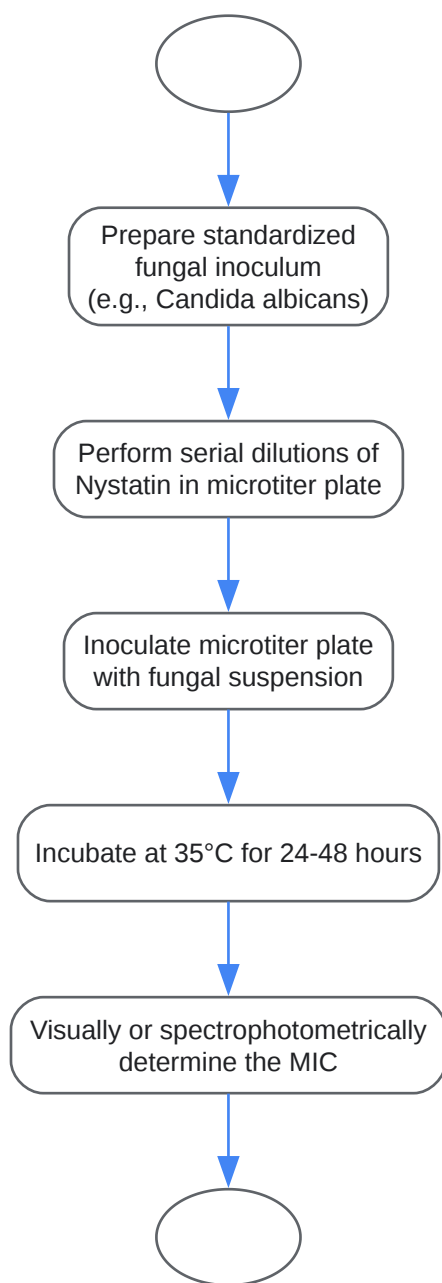 Prepare standardized
fungal inoculum
(e.g., Candida albicans)
Perform serial dilutions of
Nystatin in microtiter plate
Inoculate microtiter plate
with fungal suspension
Incubate at 35°C for 24-48 hours
Visually or spectrophotometrically
determine the MIC